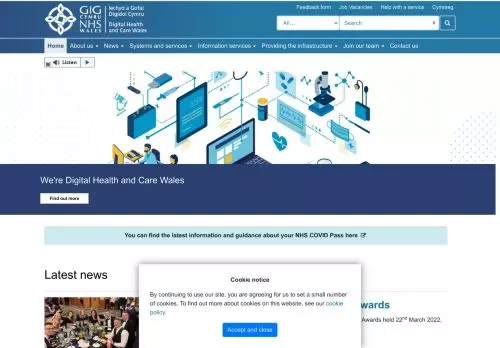 GIG
CYMRU
NHS
WALES
Iechyd a Gofal
Digidol Cymru
Digital Health
and Care Wales
Feedback form
Job Vacancies
Help with a service
Cymraeg
All...
Search
Home
About us
News
Systems and services
Information services
Providing the infrastructure
Join our team
Contact us
Listen
We're Digital Health and Care Wales
Find out more
You can find the latest information and guidance about your NHS COVID Pass here
Latest news
Cookie notice
By continuing to use our site, you are agreeing for us to set a small number
of cookies. To find out more about cookies on this website, see our cookie
policy.
Accept and close
wards
Awards held 22nd March 2022,